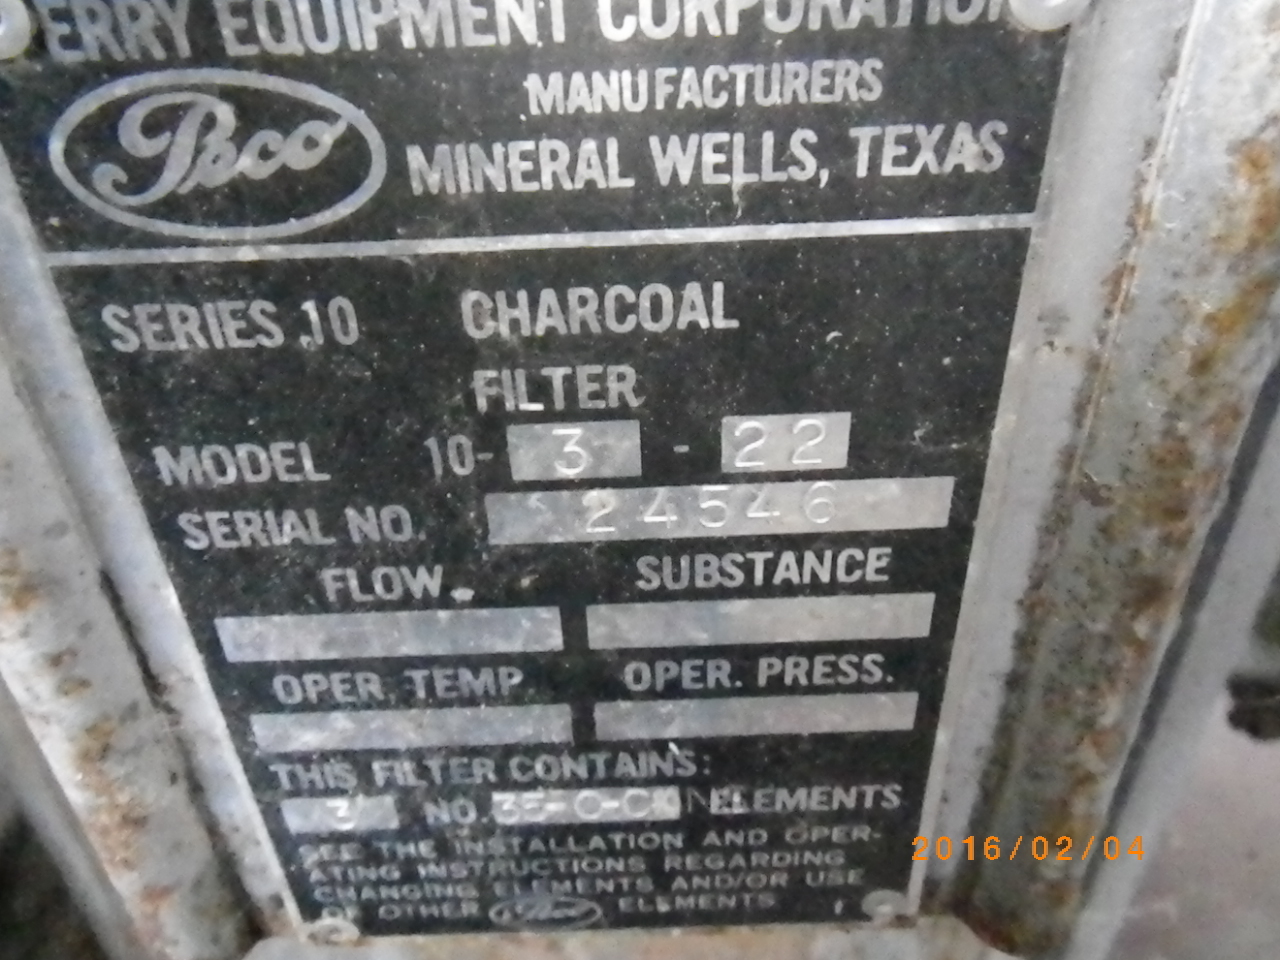 ERRY EQUIPMENT CORPORATION
Peco
MANUFACTURERS
MINERAL WELLS, TEXAS
SERIES 10 CHARCOAL
FILTER
MODEL 10- 3 - 22
SERIAL NO. 24546
FLOW SUBSTANCE
OPER. TEMP. OPER. PRESS.
THIS FILTER CONTAINS:
3 NO. ELEMENTS
SEE THE INSTALLATION AND OPER-
ATING INSTRUCTIONS REGARDING
CHANGING ELEMENTS AND/OR USE
OF OTHER Peco ELEMENTS
2016/02/04